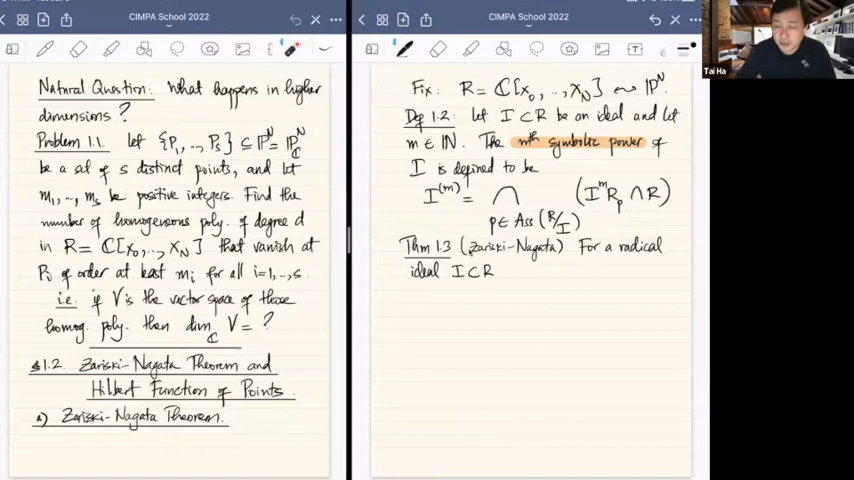 CIMPA School 2022
Natural Question: What happens in higher
dimensions?
Problem 1.1. Let {P₁, .., Pₛ} ⊆ ℙᴺ = ℙᴺ_ℂ
be a set of s distinct points, and let
m₁, .., mₛ be positive integers. Find the
number of homogeneous poly. of degree d
in R = ℂ[x₀, .., x_N] that vanish at
Pᵢ of order at least mᵢ for all i=1, .., s.
i.e. if V is the vector space of those
homog. poly. then dim_ℂ V = ?
§1.2. Zariski-Nagata Theorem and
Hilbert Function of Points.
a) Zariski-Nagata Theorem.
CIMPA School 2022
Fix: R = ℂ[x₀, .., x_N] ⇝ ℙᴺ.
Def 1.2: Let I ⊂ R be an ideal and let
m ∈ ℕ. The mth symbolic power of
I is defined to be
I⁽ᵐ⁾ = ∩ (IᵐR_p ∩ R)
p ∈ Ass(R/I)
Thm 1.3 (Zariski-Nagata) For a radical
ideal I ⊂ R
Tai Ha